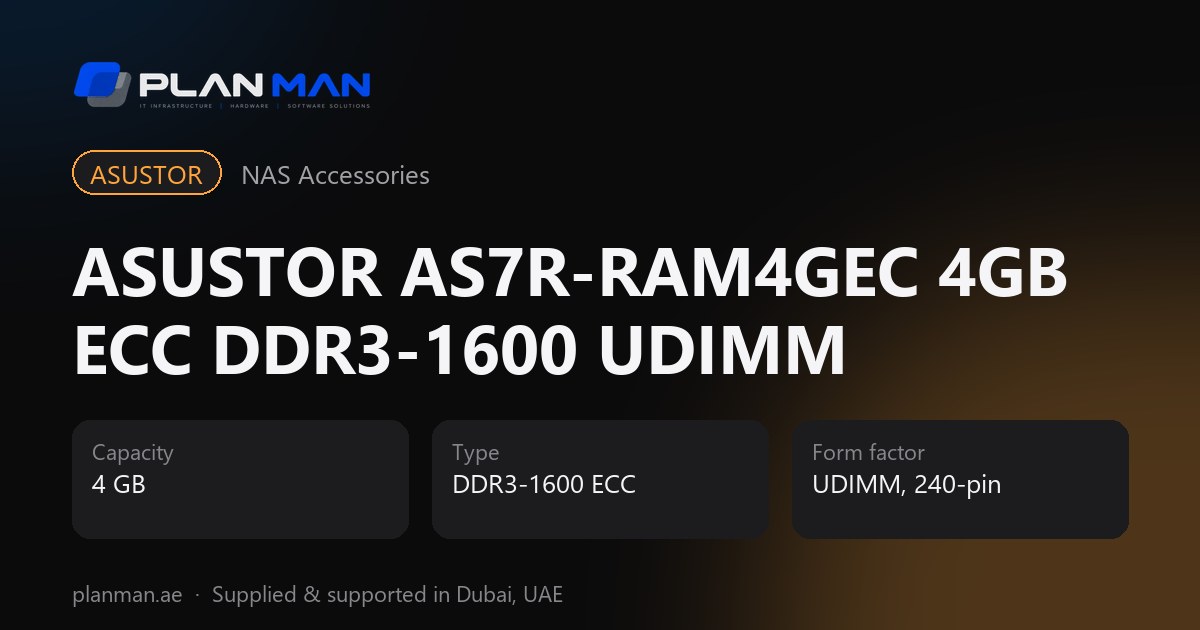 PLAN MAN
IT INFRASTRUCTURE | HARDWARE | SOFTWARE SOLUTIONS
ASUSTOR NAS Accessories
ASUSTOR AS7R-RAM4GEC 4GB
ECC DDR3-1600 UDIMM
Capacity Type Form factor
4 GB DDR3-1600 ECC UDIMM, 240-pin
planman.ae · Supplied & supported in Dubai, UAE